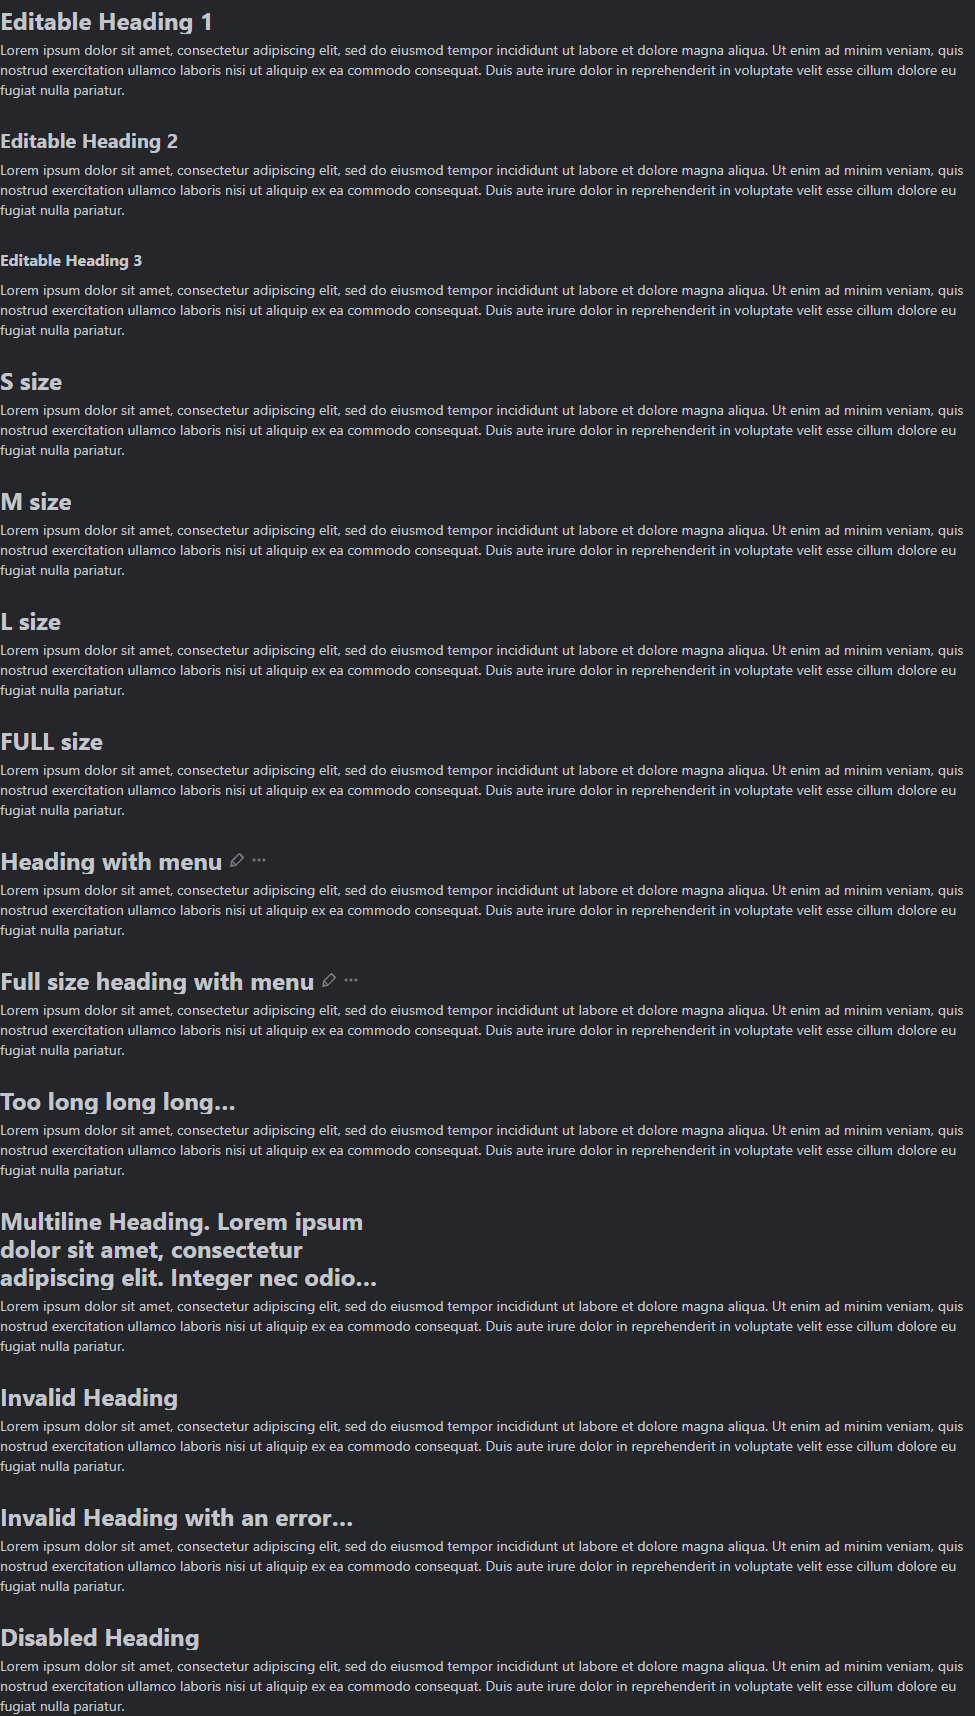 Editable Heading 1
Lorem ipsum dolor sit amet, consectetur adipiscing elit, sed do eiusmod tempor incididunt ut labore et dolore magna aliqua. Ut enim ad minim veniam, quis
nostrud exercitation ullamco laboris nisi ut aliquip ex ea commodo consequat. Duis aute irure dolor in reprehenderit in voluptate velit esse cillum dolore eu
fugiat nulla pariatur.
Editable Heading 2
Lorem ipsum dolor sit amet, consectetur adipiscing elit, sed do eiusmod tempor incididunt ut labore et dolore magna aliqua. Ut enim ad minim veniam, quis
nostrud exercitation ullamco laboris nisi ut aliquip ex ea commodo consequat. Duis aute irure dolor in reprehenderit in voluptate velit esse cillum dolore eu
fugiat nulla pariatur.
Editable Heading 3
Lorem ipsum dolor sit amet, consectetur adipiscing elit, sed do eiusmod tempor incididunt ut labore et dolore magna aliqua. Ut enim ad minim veniam, quis
nostrud exercitation ullamco laboris nisi ut aliquip ex ea commodo consequat. Duis aute irure dolor in reprehenderit in voluptate velit esse cillum dolore eu
fugiat nulla pariatur.
S size
Lorem ipsum dolor sit amet, consectetur adipiscing elit, sed do eiusmod tempor incididunt ut labore et dolore magna aliqua. Ut enim ad minim veniam, quis
nostrud exercitation ullamco laboris nisi ut aliquip ex ea commodo consequat. Duis aute irure dolor in reprehenderit in voluptate velit esse cillum dolore eu
fugiat nulla pariatur.
M size
Lorem ipsum dolor sit amet, consectetur adipiscing elit, sed do eiusmod tempor incididunt ut labore et dolore magna aliqua. Ut enim ad minim veniam, quis
nostrud exercitation ullamco laboris nisi ut aliquip ex ea commodo consequat. Duis aute irure dolor in reprehenderit in voluptate velit esse cillum dolore eu
fugiat nulla pariatur.
L size
Lorem ipsum dolor sit amet, consectetur adipiscing elit, sed do eiusmod tempor incididunt ut labore et dolore magna aliqua. Ut enim ad minim veniam, quis
nostrud exercitation ullamco laboris nisi ut aliquip ex ea commodo consequat. Duis aute irure dolor in reprehenderit in voluptate velit esse cillum dolore eu
fugiat nulla pariatur.
FULL size
Lorem ipsum dolor sit amet, consectetur adipiscing elit, sed do eiusmod tempor incididunt ut labore et dolore magna aliqua. Ut enim ad minim veniam, quis
nostrud exercitation ullamco laboris nisi ut aliquip ex ea commodo consequat. Duis aute irure dolor in reprehenderit in voluptate velit esse cillum dolore eu
fugiat nulla pariatur.
Heading with menu
Lorem ipsum dolor sit amet, consectetur adipiscing elit, sed do eiusmod tempor incididunt ut labore et dolore magna aliqua. Ut enim ad minim veniam, quis
nostrud exercitation ullamco laboris nisi ut aliquip ex ea commodo consequat. Duis aute irure dolor in reprehenderit in voluptate velit esse cillum dolore eu
fugiat nulla pariatur.
Full size heading with menu
Lorem ipsum dolor sit amet, consectetur adipiscing elit, sed do eiusmod tempor incididunt ut labore et dolore magna aliqua. Ut enim ad minim veniam, quis
nostrud exercitation ullamco laboris nisi ut aliquip ex ea commodo consequat. Duis aute irure dolor in reprehenderit in voluptate velit esse cillum dolore eu
fugiat nulla pariatur.
Too long long long...
Lorem ipsum dolor sit amet, consectetur adipiscing elit, sed do eiusmod tempor incididunt ut labore et dolore magna aliqua. Ut enim ad minim veniam, quis
nostrud exercitation ullamco laboris nisi ut aliquip ex ea commodo consequat. Duis aute irure dolor in reprehenderit in voluptate velit esse cillum dolore eu
fugiat nulla pariatur.
Multiline Heading. Lorem ipsum
dolor sit amet, consectetur
adipiscing elit. Integer nec odio...
Lorem ipsum dolor sit amet, consectetur adipiscing elit, sed do eiusmod tempor incididunt ut labore et dolore magna aliqua. Ut enim ad minim veniam, quis
nostrud exercitation ullamco laboris nisi ut aliquip ex ea commodo consequat. Duis aute irure dolor in reprehenderit in voluptate velit esse cillum dolore eu
fugiat nulla pariatur.
Invalid Heading
Lorem ipsum dolor sit amet, consectetur adipiscing elit, sed do eiusmod tempor incididunt ut labore et dolore magna aliqua. Ut enim ad minim veniam, quis
nostrud exercitation ullamco laboris nisi ut aliquip ex ea commodo consequat. Duis aute irure dolor in reprehenderit in voluptate velit esse cillum dolore eu
fugiat nulla pariatur.
Invalid Heading with an error...
Lorem ipsum dolor sit amet, consectetur adipiscing elit, sed do eiusmod tempor incididunt ut labore et dolore magna aliqua. Ut enim ad minim veniam, quis
nostrud exercitation ullamco laboris nisi ut aliquip ex ea commodo consequat. Duis aute irure dolor in reprehenderit in voluptate velit esse cillum dolore eu
fugiat nulla pariatur.
Disabled Heading
Lorem ipsum dolor sit amet, consectetur adipiscing elit, sed do eiusmod tempor incididunt ut labore et dolore magna aliqua. Ut enim ad minim veniam, quis
nostrud exercitation ullamco laboris nisi ut aliquip ex ea commodo consequat. Duis aute irure dolor in reprehenderit in voluptate velit esse cillum dolore eu
fugiat nulla pariatur.